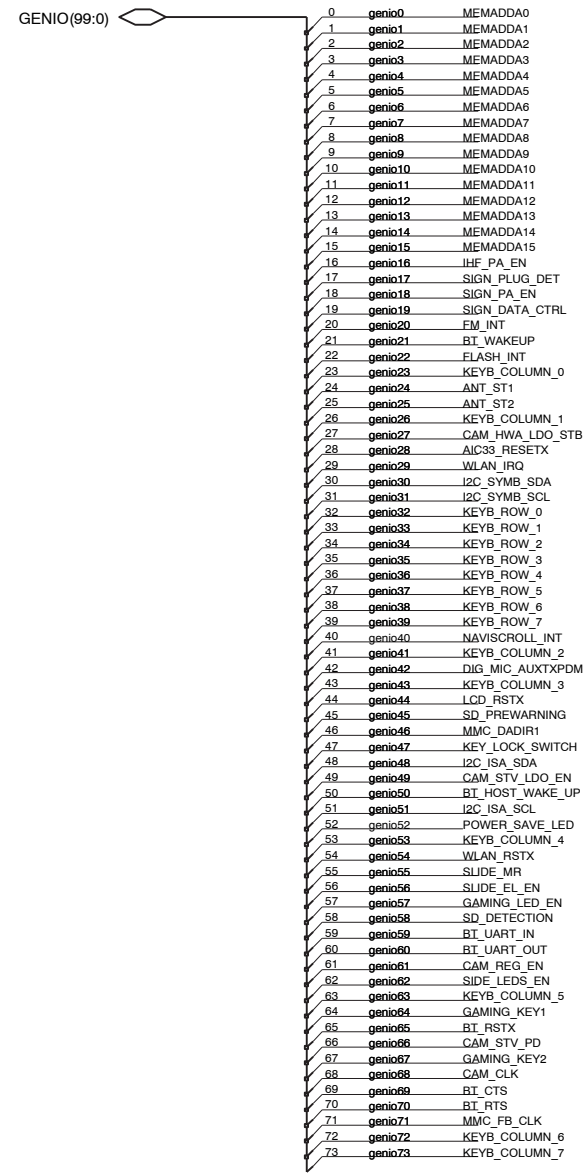 GENIO(99:0)
0 genio0 MEMADDA0
1 genio1 MEMADDA1
2 genio2 MEMADDA2
3 genio3 MEMADDA3
4 genio4 MEMADDA4
5 genio5 MEMADDA5
6 genio6 MEMADDA6
7 genio7 MEMADDA7
8 genio8 MEMADDA8
9 genio9 MEMADDA9
10 genio10 MEMADDA10
11 genio11 MEMADDA11
12 genio12 MEMADDA12
13 genio13 MEMADDA13
14 genio14 MEMADDA14
15 genio15 MEMADDA15
16 genio16 IHF_PA_EN
17 genio17 SIGN_PLUG_DET
18 genio18 SIGN_PA_EN
19 genio19 SIGN_DATA_CTRL
20 genio20 FM_INT
21 genio21 BT_WAKEUP
22 genio22 FLASH_INT
23 genio23 KEYB_COLUMN_0
24 genio24 ANT_ST1
25 genio25 ANT_ST2
26 genio26 KEYB_COLUMN_1
27 genio27 CAM_HWA_LDO_STB
28 genio28 AIC33_RESETX
29 genio29 WLAN_IRQ
30 genio30 I2C_SYMB_SDA
31 genio31 I2C_SYMB_SCL
32 genio32 KEYB_ROW_0
33 genio33 KEYB_ROW_1
34 genio34 KEYB_ROW_2
35 genio35 KEYB_ROW_3
36 genio36 KEYB_ROW_4
37 genio37 KEYB_ROW_5
38 genio38 KEYB_ROW_6
39 genio39 KEYB_ROW_7
40 genio40 NAVISCROLL_INT
41 genio41 KEYB_COLUMN_2
42 genio42 DIG_MIC_AUXTXPDM
43 genio43 KEYB_COLUMN_3
44 genio44 LCD_RSTX
45 genio45 SD_PREWARNING
46 genio46 MMC_DADIR1
47 genio47 KEY_LOCK_SWITCH
48 genio48 I2C_ISA_SDA
49 genio49 CAM_STV_LDO_EN
50 genio50 BT_HOST_WAKE_UP
51 genio51 I2C_ISA_SCL
52 genio52 POWER_SAVE_LED
53 genio53 KEYB_COLUMN_4
54 genio54 WLAN_RSTX
55 genio55 SLIDE_MR
56 genio56 SLIDE_EL_EN
57 genio57 GAMING_LED_EN
58 genio58 SD_DETECTION
59 genio59 BT_UART_IN
60 genio60 BT_UART_OUT
61 genio61 CAM_REG_EN
62 genio62 SIDE_LEDS_EN
63 genio63 KEYB_COLUMN_5
64 genio64 GAMING_KEY1
65 genio65 BT_RSTX
66 genio66 CAM_STV_PD
67 genio67 GAMING_KEY2
68 genio68 CAM_CLK
69 genio69 BT_CTS
70 genio70 BT_RTS
71 genio71 MMC_FB_CLK
72 genio72 KEYB_COLUMN_6
73 genio73 KEYB_COLUMN_7